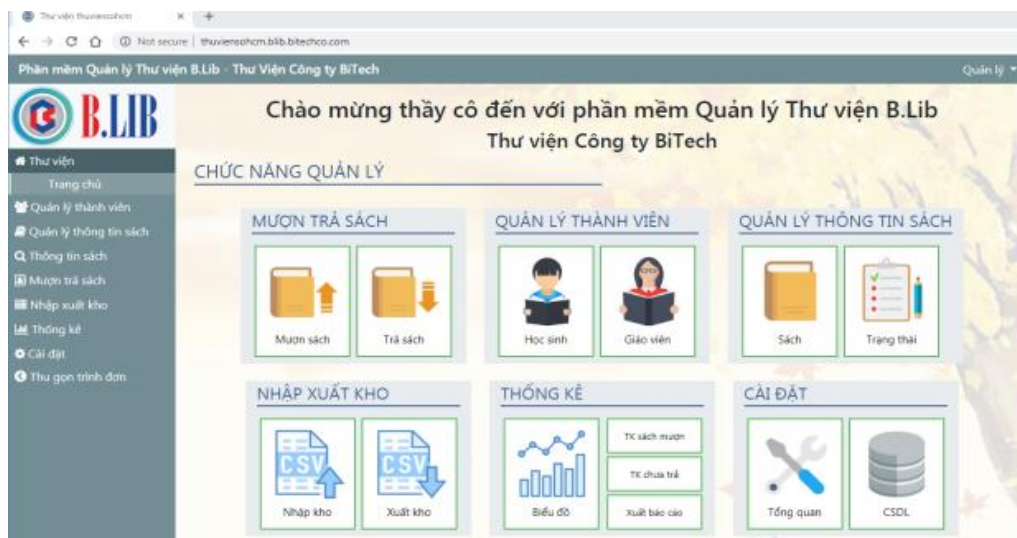 Thư viện thuviensohcm
Not secure | thuviensohcm.blib.bitechco.com
Phần mềm Quản lý Thư viện B.Lib - Thư Viện Công ty BiTech
Quản lý
B.LIB
Thư viện
Trang chủ
Quản lý thành viên
Quản lý thông tin sách
Thông tin sách
Mượn trả sách
Nhập xuất kho
Thống kê
Cài đặt
Thu gọn trình đơn
Chào mừng thầy cô đến với phần mềm Quản lý Thư viện B.Lib
Thư viện Công ty BiTech
CHỨC NĂNG QUẢN LÝ
MƯỢN TRẢ SÁCH
Mượn sách
Trả sách
QUẢN LÝ THÀNH VIÊN
Học sinh
Giáo viên
QUẢN LÝ THÔNG TIN SÁCH
Sách
Trạng thái
NHẬP XUẤT KHO
CSV
Nhập kho
CSV
Xuất kho
THỐNG KÊ
Biểu đồ
TK sách mượn
TK chưa trả
Xuất báo cáo
CÀI ĐẶT
Tổng quan
CSDL